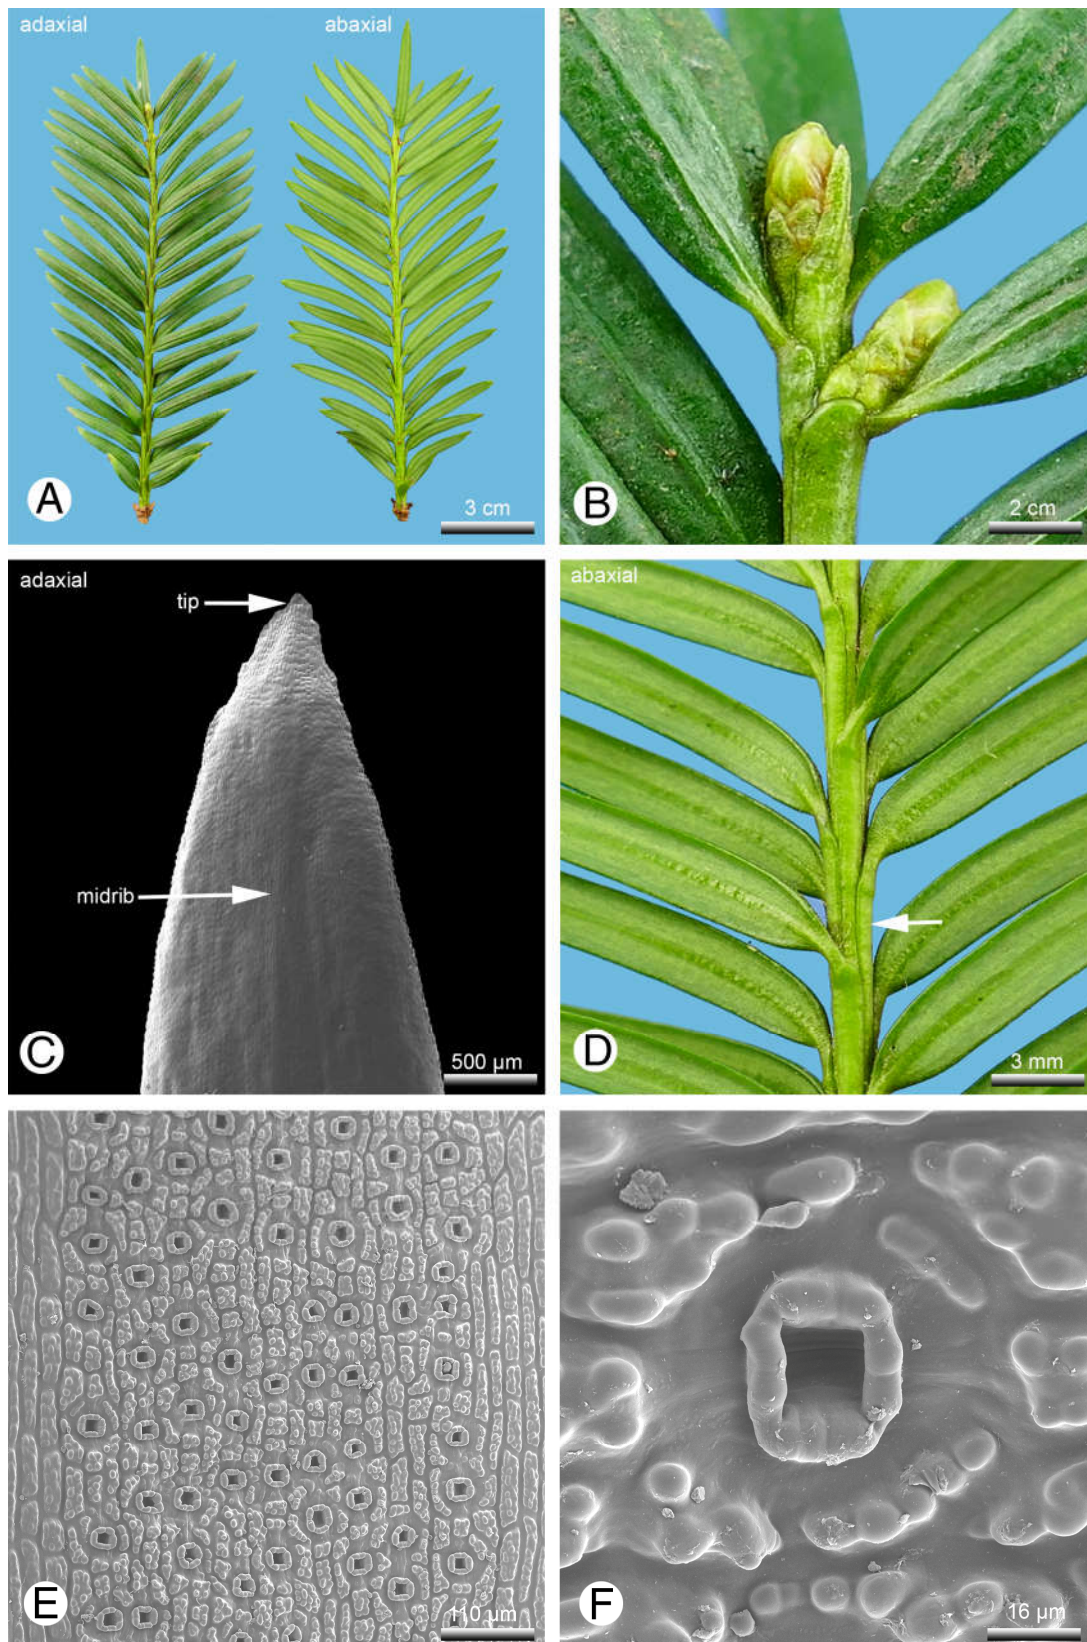 adaxial
abaxial
A
3 cm
B
2 cm
adaxial
tip
midrib
C
500 µm
abaxial
D
3 mm
E
110 µm
F
16 µm